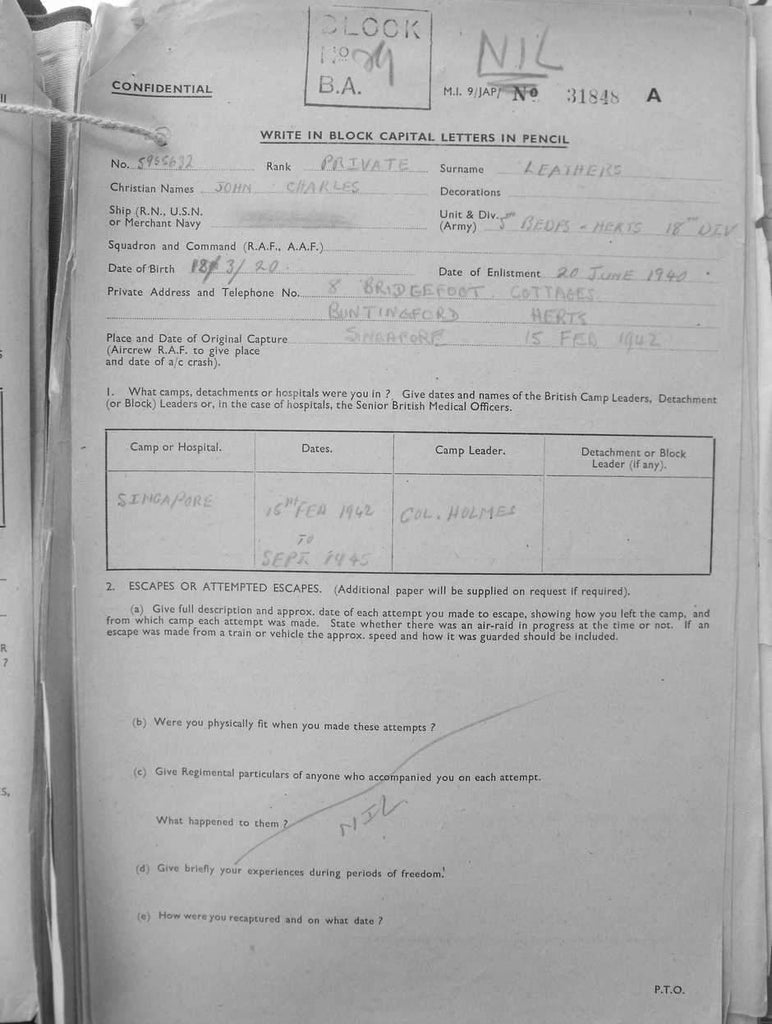 BLOCK
No 24
B.A.
NIL
CONFIDENTIAL
M.I. 9/JAP/ No 31848 A
WRITE IN BLOCK CAPITAL LETTERS IN PENCIL
No. 5955632 Rank PRIVATE Surname LEATHERS
Christian Names JOHN CHARLES Decorations
Ship (R.N., U.S.N. or Merchant Navy
Unit & Div. (Army) 5TH BEDFS - HERTS 18TH DIV
Squadron and Command (R.A.F., A.A.F.)
Date of Birth 18/3/20. Date of Enlistment 20 JUNE 1940.
Private Address and Telephone No. 8 BRIDGEFOOT COTTAGES
BUNTINGFORD HERTS
Place and Date of Original Capture SINGAPORE 15 FEB 1942
(Aircrew R.A.F. to give place
and date of a/c crash).
1. What camps, detachments or hospitals were you in ? Give dates and names of the British Camp Leaders, Detachment
(or Block) Leaders or, in the case of hospitals, the Senior British Medical Officers.
Camp or Hospital. Dates. Camp Leader. Detachment or Block
Leader (if any).
SINGAPORE 15TH FEB 1942 COL. HOLMES
TO
SEPT 1945
2. ESCAPES OR ATTEMPTED ESCAPES. (Additional paper will be supplied on request if required).
(a) Give full description and approx. date of each attempt you made to escape, showing how you left the camp, and
from which camp each attempt was made. State whether there was an air-raid in progress at the time or not. If an
escape was made from a train or vehicle the approx. speed and how it was guarded should be included.
(b) Were you physically fit when you made these attempts ?
(c) Give Regimental particulars of anyone who accompanied you on each attempt.
What happened to them ?
NIL
(d) Give briefly your experiences during periods of freedom.
(e) How were you recaptured and on what date ?
P.T.O.